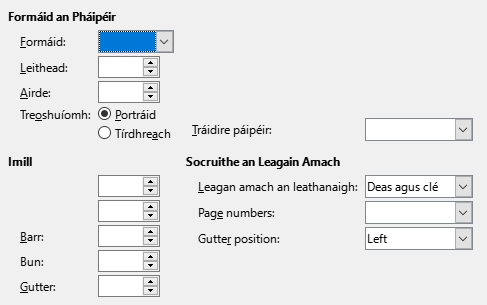 Formáid an Pháipéir
Formáid:
Leithead:
Airde:
Treoshuíomh: Portráid
Tírdhreach
Tráidire páipéir:
Imill
Socruithe an Leagain Amach
Leagan amach an leathanaigh: Deas agus clé
Page numbers:
Barr:
Gutter position: Left
Bun:
Gutter: